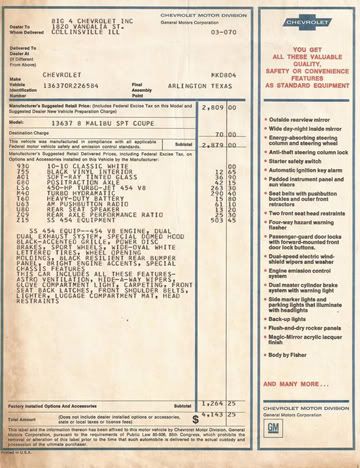 Dealer To
Whom Delivered
BIG 4 CHEVROLET INC
1820 VANDALIA ST.
COLLINSVILLE ILL 03-070
CHEVROLET MOTOR DIVISION
General Motors Corporation
Delivered To
Dealer At
(If Different
From Above)
Make CHEVROLET MKD804
Vehicle
Identification
Number
136370R226584
Final
Assembly
Point
ARLINGTON TEXAS
Manufacturer's Suggested Retail Price: (Includes Federal Excise Tax on this Model and
Suggested Dealer New Vehicle Preparation Charge)
2,809 00
Model: 13637 8 MALIBU SPT COUPE
Destination Charge 70 00
This vehicle was manufactured in compliance with all applicable
Federal motor vehicle safety and emission control standards.
Subtotal 2,879 00
Manufacturer's Suggested Retail Delivered Prices, Including Federal Excise Tax, on
Options and Accessories Installed on this Vehicle by the Manufacturer:
910 10-10 CLASSIC WHITE 00
755 BLACK VINYL INTERIOR 12 65
A01 SOFT-RAY TINTED GLASS 36 90
G80 POSITRACTION AXLE 42 15
LS6 450-HP TURBO-JET 454 V8 263 30
M40 TURBO HYDRAMATIC 290 40
T60 HEAVY-DUTY BATTERY 15 80
U63 AM PUSHBUTTON RADIO 61 10
U80 REAR SEAT SPEAKER 13 20
ZQ9 REAR AXLE PERFORMANCE RATIO 25 30
Z15 SS 454 EQUIPMENT 503 45
SS 454 EQUIP--454 V8 ENGINE, DUAL
DUAL EXHAUST SYSTEM, SPECIAL DOMED HOOD
BLACK-ACCENTED GRILLE, POWER DISC
BRAKES, SPORT WHEELS, WIDE-OVAL WHITE
LETTERED TIRES, WHEEL OPENING
MOLDINGS, BLACK RESILIENT REAR BUMPER
PANEL, BRIGHT ENGINE ACCENTS, SPECIAL
CHASSIS FEATURES
THIS CAR INCLUDES ALL THESE FEATURES-
ASTRO VENTILATION, HIDE-A-WAY WIPERS,
GLOVE COMPARTMENT LIGHT, CARPETING, FRONT
SEAT BACK LATCHES, FRONT SHOULDER BELTS,
LIGHTER, LUGGAGE COMPARTMENT MAT, HEAD
RESTRAINTS
Factory Installed Options And Accessories Subtotal 1,264 25
Total Amount
(Does not include dealer installed options or accessories,
state or local taxes or license fees)
$ 4,143 25
This label and the information thereon has been affixed to this motor vehicle by Chevrolet Motor Division, General Motors
Corporation, pursuant to the requirements of Public Law 85-506, 85th Congress, which prohibits the
removal or alteration of this label prior to the time that such automobile is delivered to the actual custody and
possession of the ultimate purchaser.
CHEVROLET
YOU GET
ALL THESE VALUABLE
QUALITY,
SAFETY OR CONVENIENCE
FEATURES
AS STANDARD EQUIPMENT
• Outside rearview mirror
• Wide day-night inside mirror
• Energy-absorbing steering
column and steering wheel
• Anti-theft steering column lock
• Starter safety switch
• Automatic ignition key alarm
• Padded instrument panel and
sun visors
• Seat belts with pushbutton
buckles and outer front
retractors
• Two front seat head restraints
• Four-way hazard warning
flasher
• Passenger-guard door locks
with forward-mounted front
door lock buttons.
• Dual-speed electric wind-
shield wipers and washer
• Engine emission control
system
• Dual master cylinder brake
system with warning light
• Side marker lights and
parking lights that illuminate
with headlights
• Back-up lights
• Flush-and-dry rocker panels
• Magic-Mirror acrylic lacquer
finish
• Body by Fisher
AND MANY MORE...
CHEVROLET MOTOR DIVISION
General Motors Corporation
GM